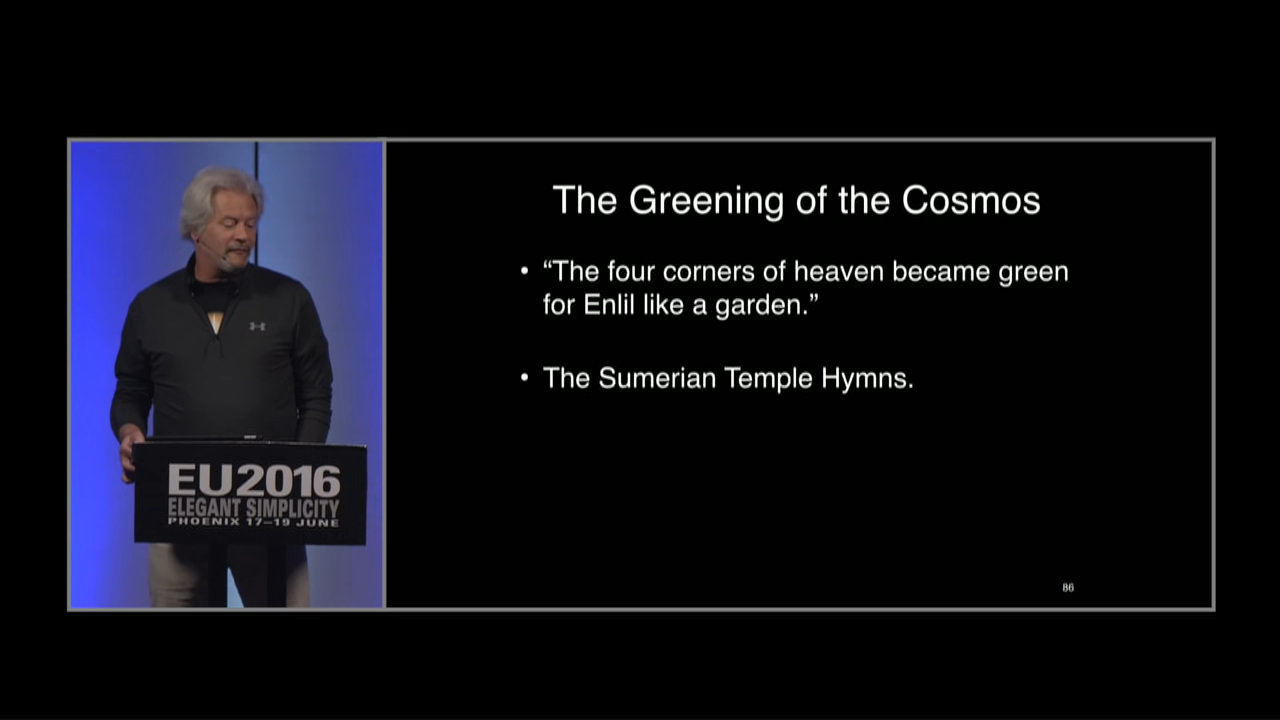 The Greening of the Cosmos
• “The four corners of heaven became green
for Enlil like a garden.”
• The Sumerian Temple Hymns.
86
EU2016
ELEGANT SIMPLICITY
PHOENIX 17–19 JUNE